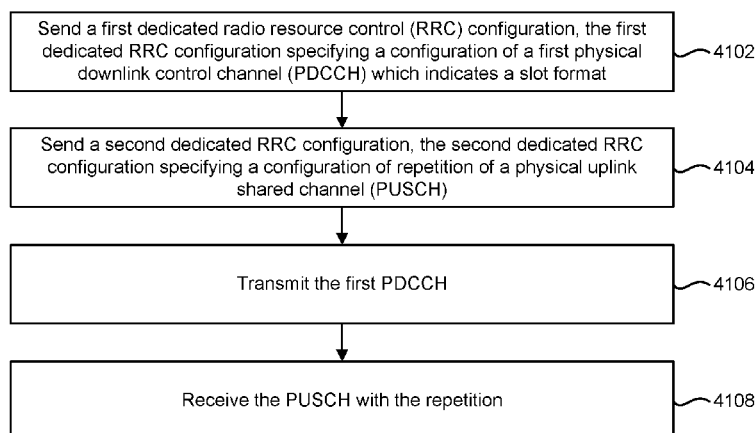 Send a first dedicated radio resource control (RRC) configuration, the first
dedicated RRC configuration specifying a configuration of a first physical
downlink control channel (PDCCH) which indicates a slot format
4102
Send a second dedicated RRC configuration, the second dedicated RRC
configuration specifying a configuration of repetition of a physical uplink
shared channel (PUSCH)
4104
Transmit the first PDCCH
4106
Receive the PUSCH with the repetition
4108